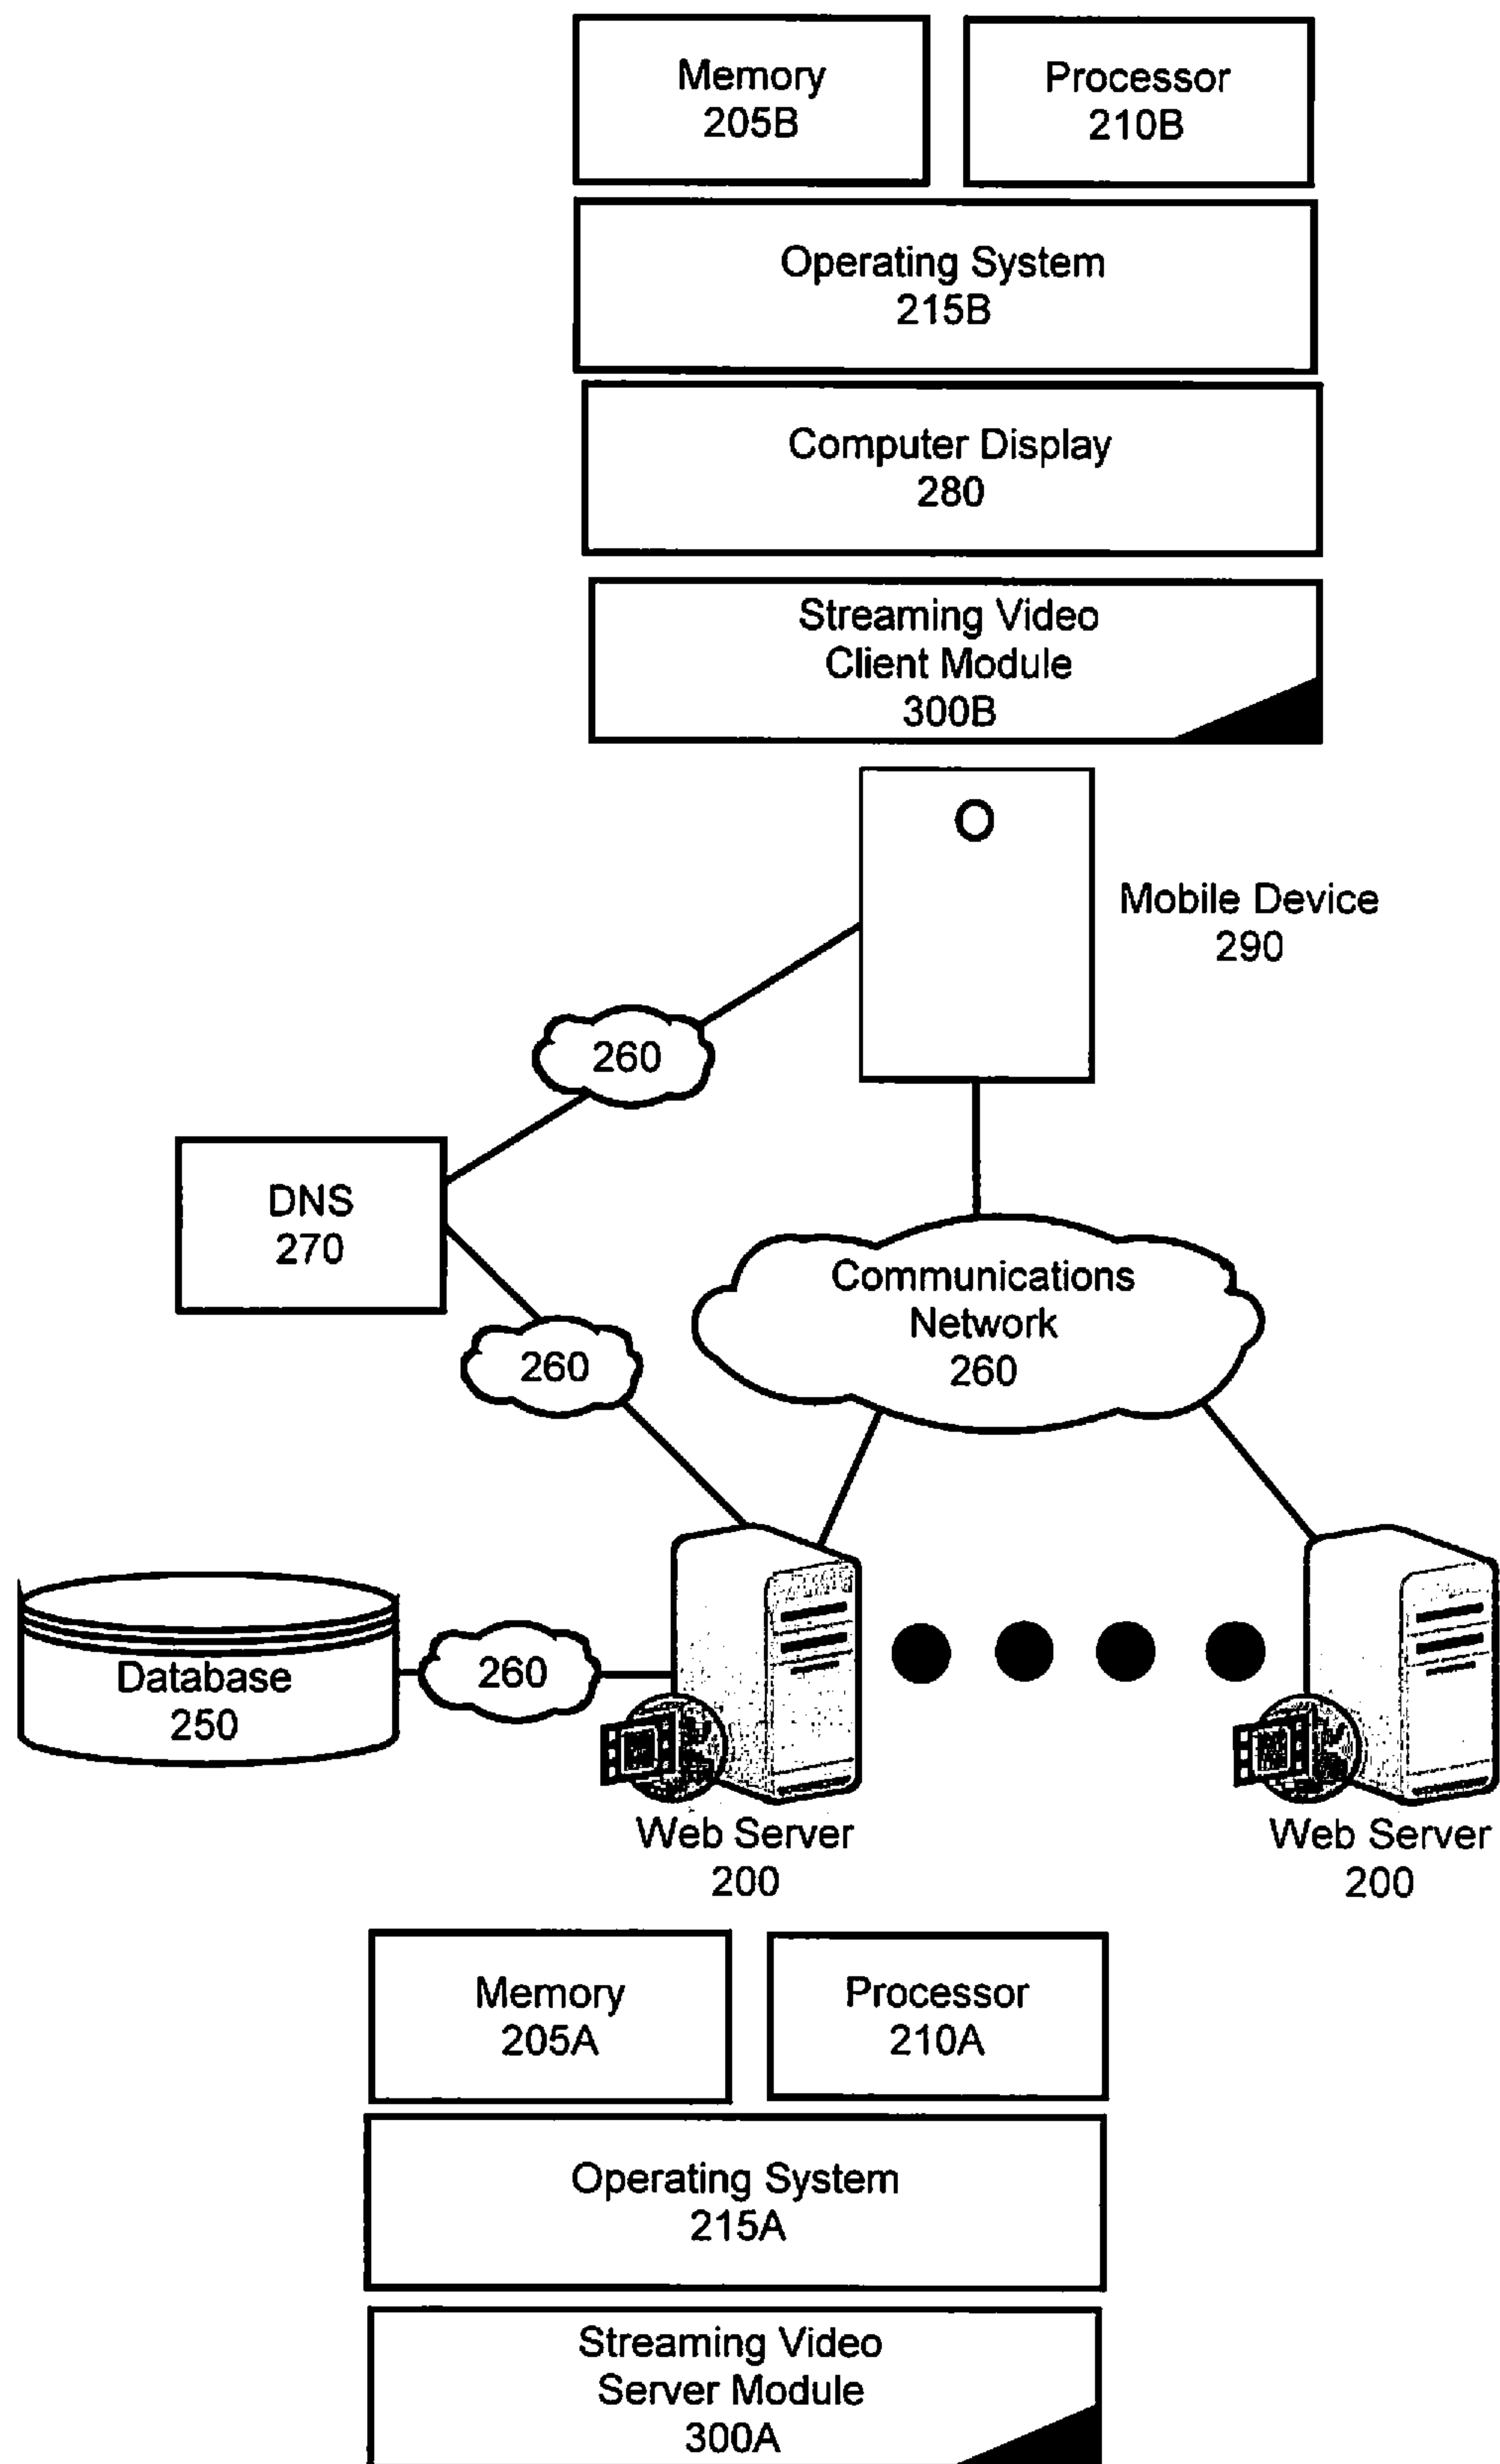 Memory
205B
Processor
210B
Operating System
215B
Computer Display
280
Streaming Video
Client Module
300B
Mobile Device
290
260
DNS
270
Communications
Network
260
260
Database
250
260
Web Server
200
Web Server
200
Memory
205A
Processor
210A
Operating System
215A
Streaming Video
Server Module
300A